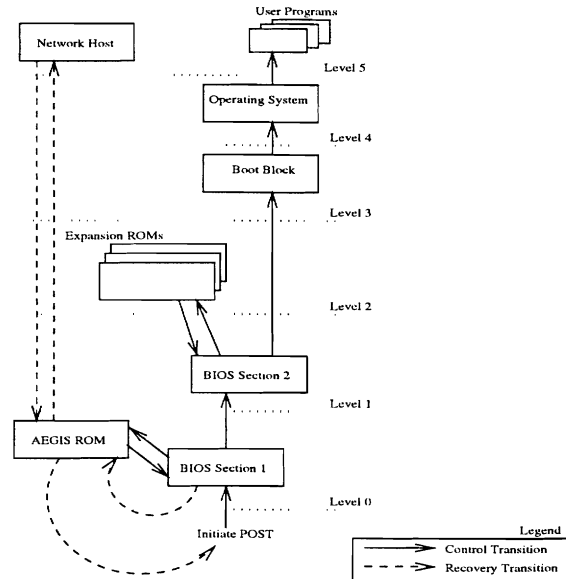 User Programs
Network Host
Level 5
Operating System
Level 4
Boot Block
Level 3
Expansion ROMs
Level 2
BIOS Section 2
Level 1
AEGIS ROM
BIOS Section 1
Level 0
Initiate POST
Legend
Control Transition
Recovery Transition